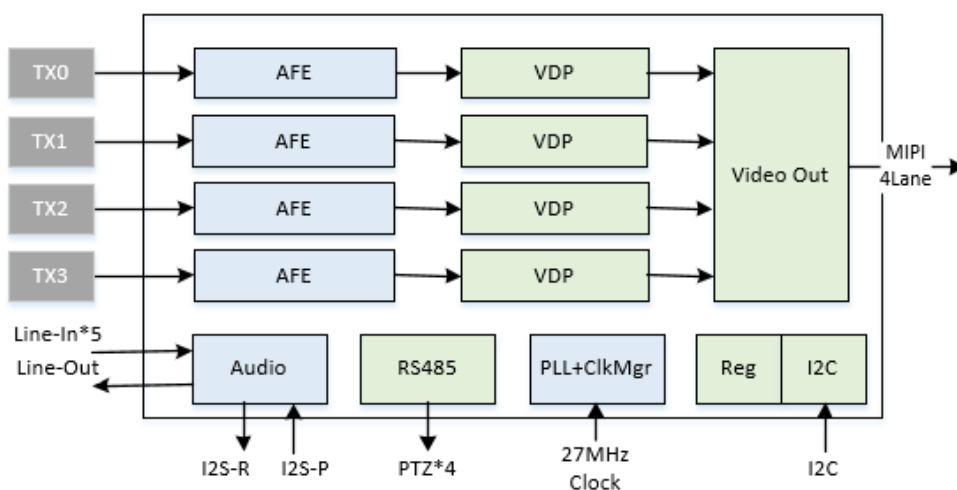 TX0
AFE
VDP
TX1
AFE
VDP
TX2
AFE
VDP
TX3
AFE
VDP
Video Out
MIPI
4Lane
Line-In*5
Line-Out
Audio
RS485
PLL+ClkMgr
Reg
I2C
I2S-R
I2S-P
PTZ*4
27MHz
Clock
I2C